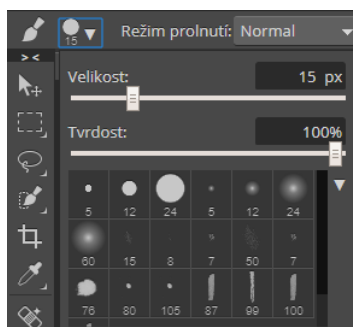 15
Režim prolnutí: Normal
Velikost: 15 px
Tvrdost: 100%
5 12 24 5 12 24
60 15 8 7 50 7
76 80 105 87 99 100